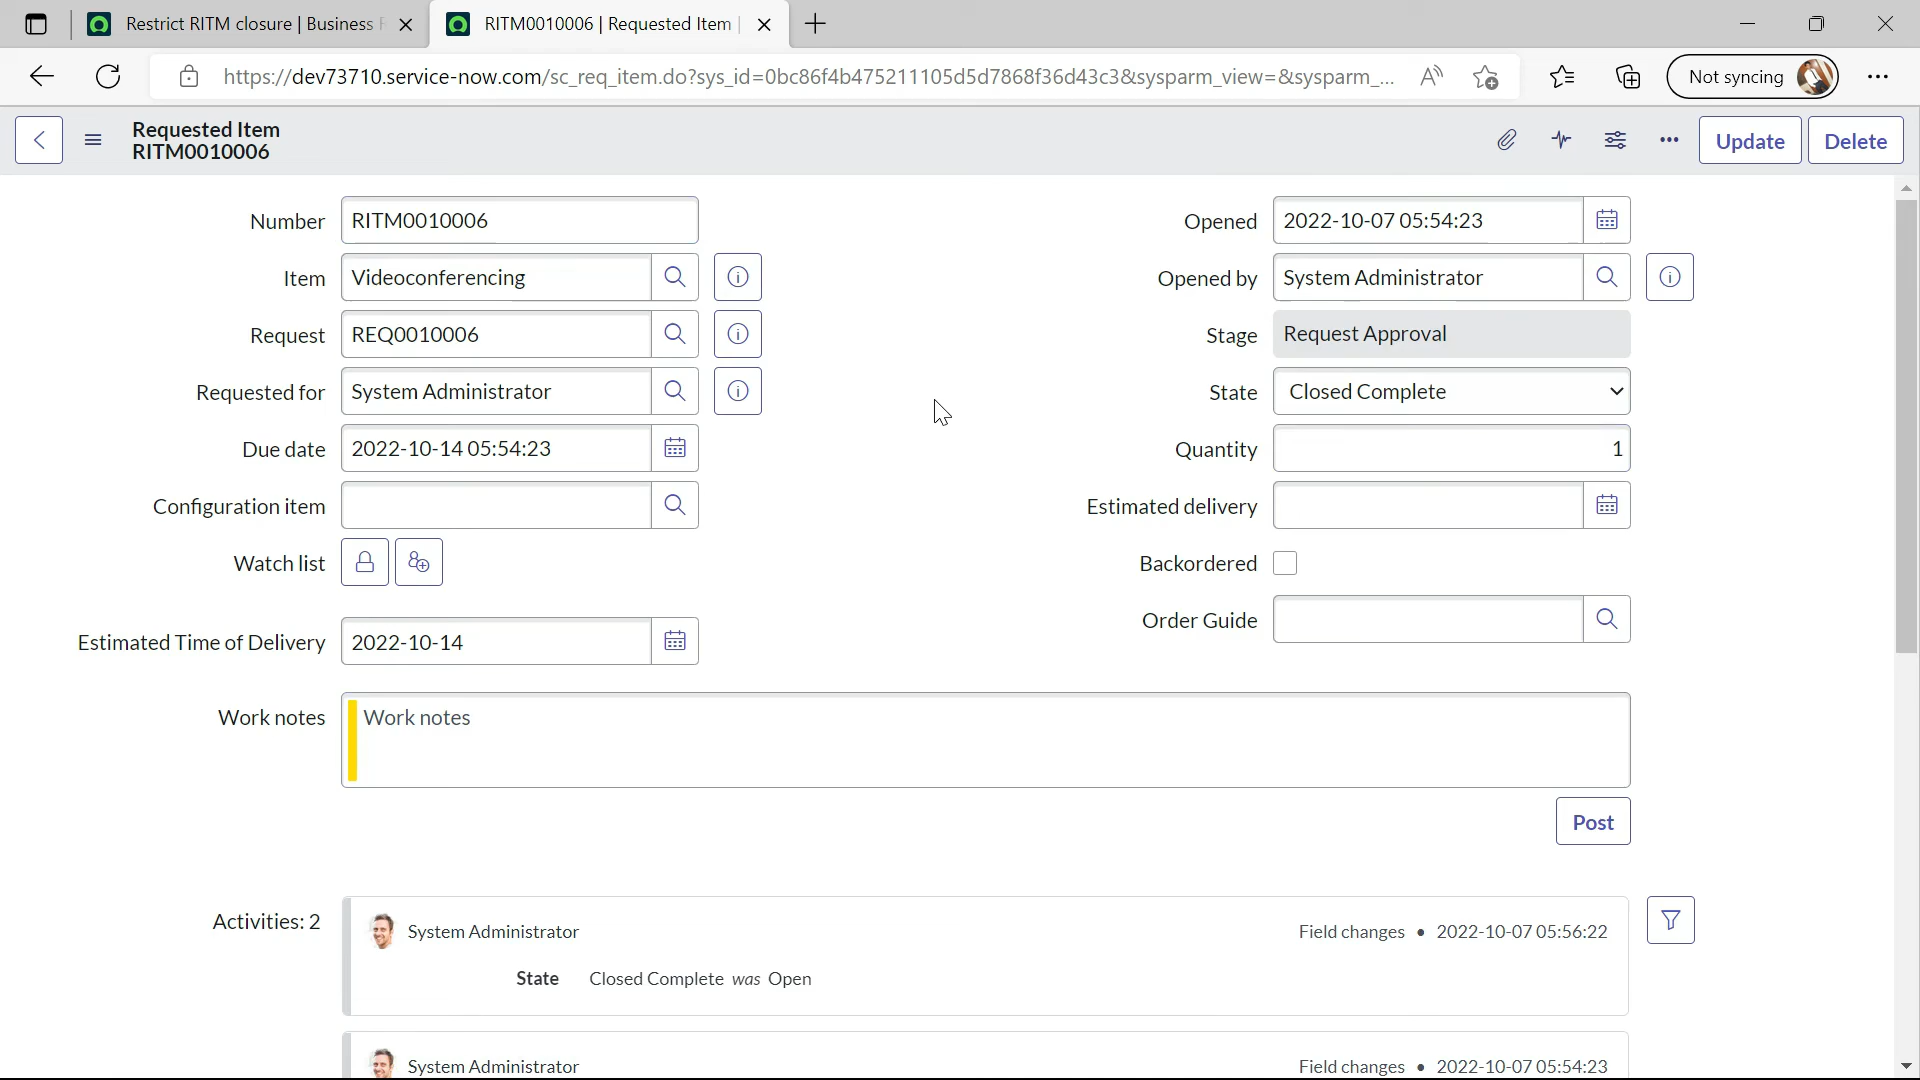 Restrict RITM closure | Business
RITM0010006 | Requested Item
https://dev73710.service-now.com/sc_req_item.do?sys_id=0bc86f4b475211105d5d7868f36d43c3&sysparm_view=&sysparm_...
Not syncing
Requested Item
RITM0010006
Update
Delete
Number
RITM0010006
Opened
2022-10-07 05:54:23
Item
Videoconferencing
Opened by
System Administrator
Request
REQ0010006
Stage
Request Approval
Requested for
System Administrator
State
Closed Complete
Due date
2022-10-14 05:54:23
Quantity
1
Configuration item
Estimated delivery
Watch list
Backordered
Order Guide
Estimated Time of Delivery
2022-10-14
Work notes
Work notes
Post
Activities: 2
System Administrator
Field changes • 2022-10-07 05:56:22
State Closed Complete was Open
System Administrator
Field changes • 2022-10-07 05:54:23